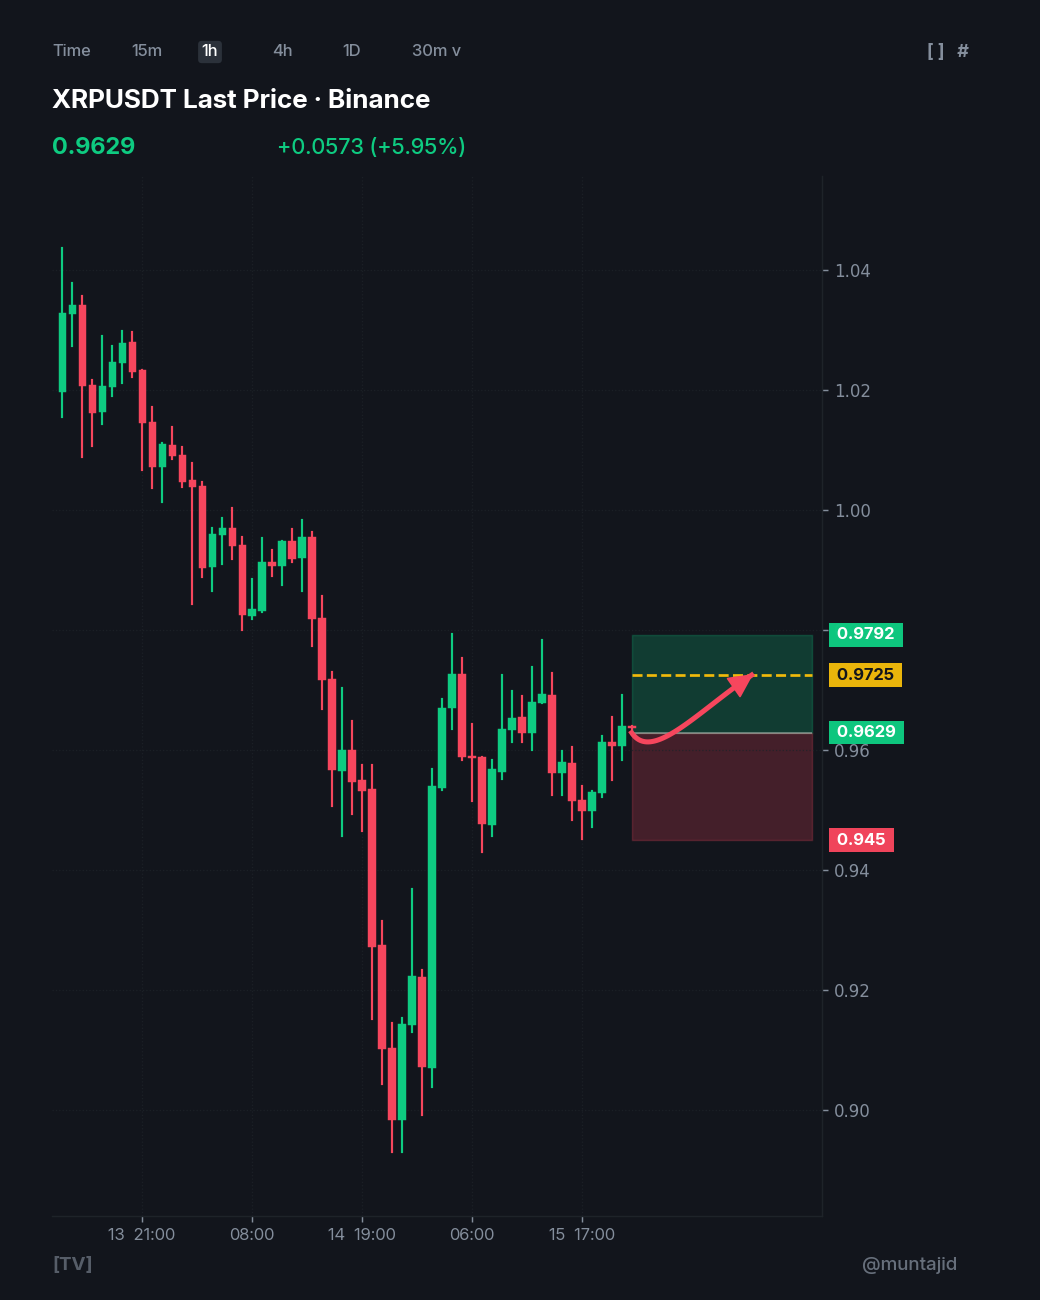 Time 15m 1h 4h 1D 30m v [ ] #
XRPUSDT Last Price · Binance
0.9629 +0.0573 (+5.95%)
1.04
1.02
1.00
0.9792
0.9725
0.9629
0.96
0.945
0.94
0.92
0.90
13 21:00 08:00 14 19:00 06:00 15 17:00
[TV] @muntajid